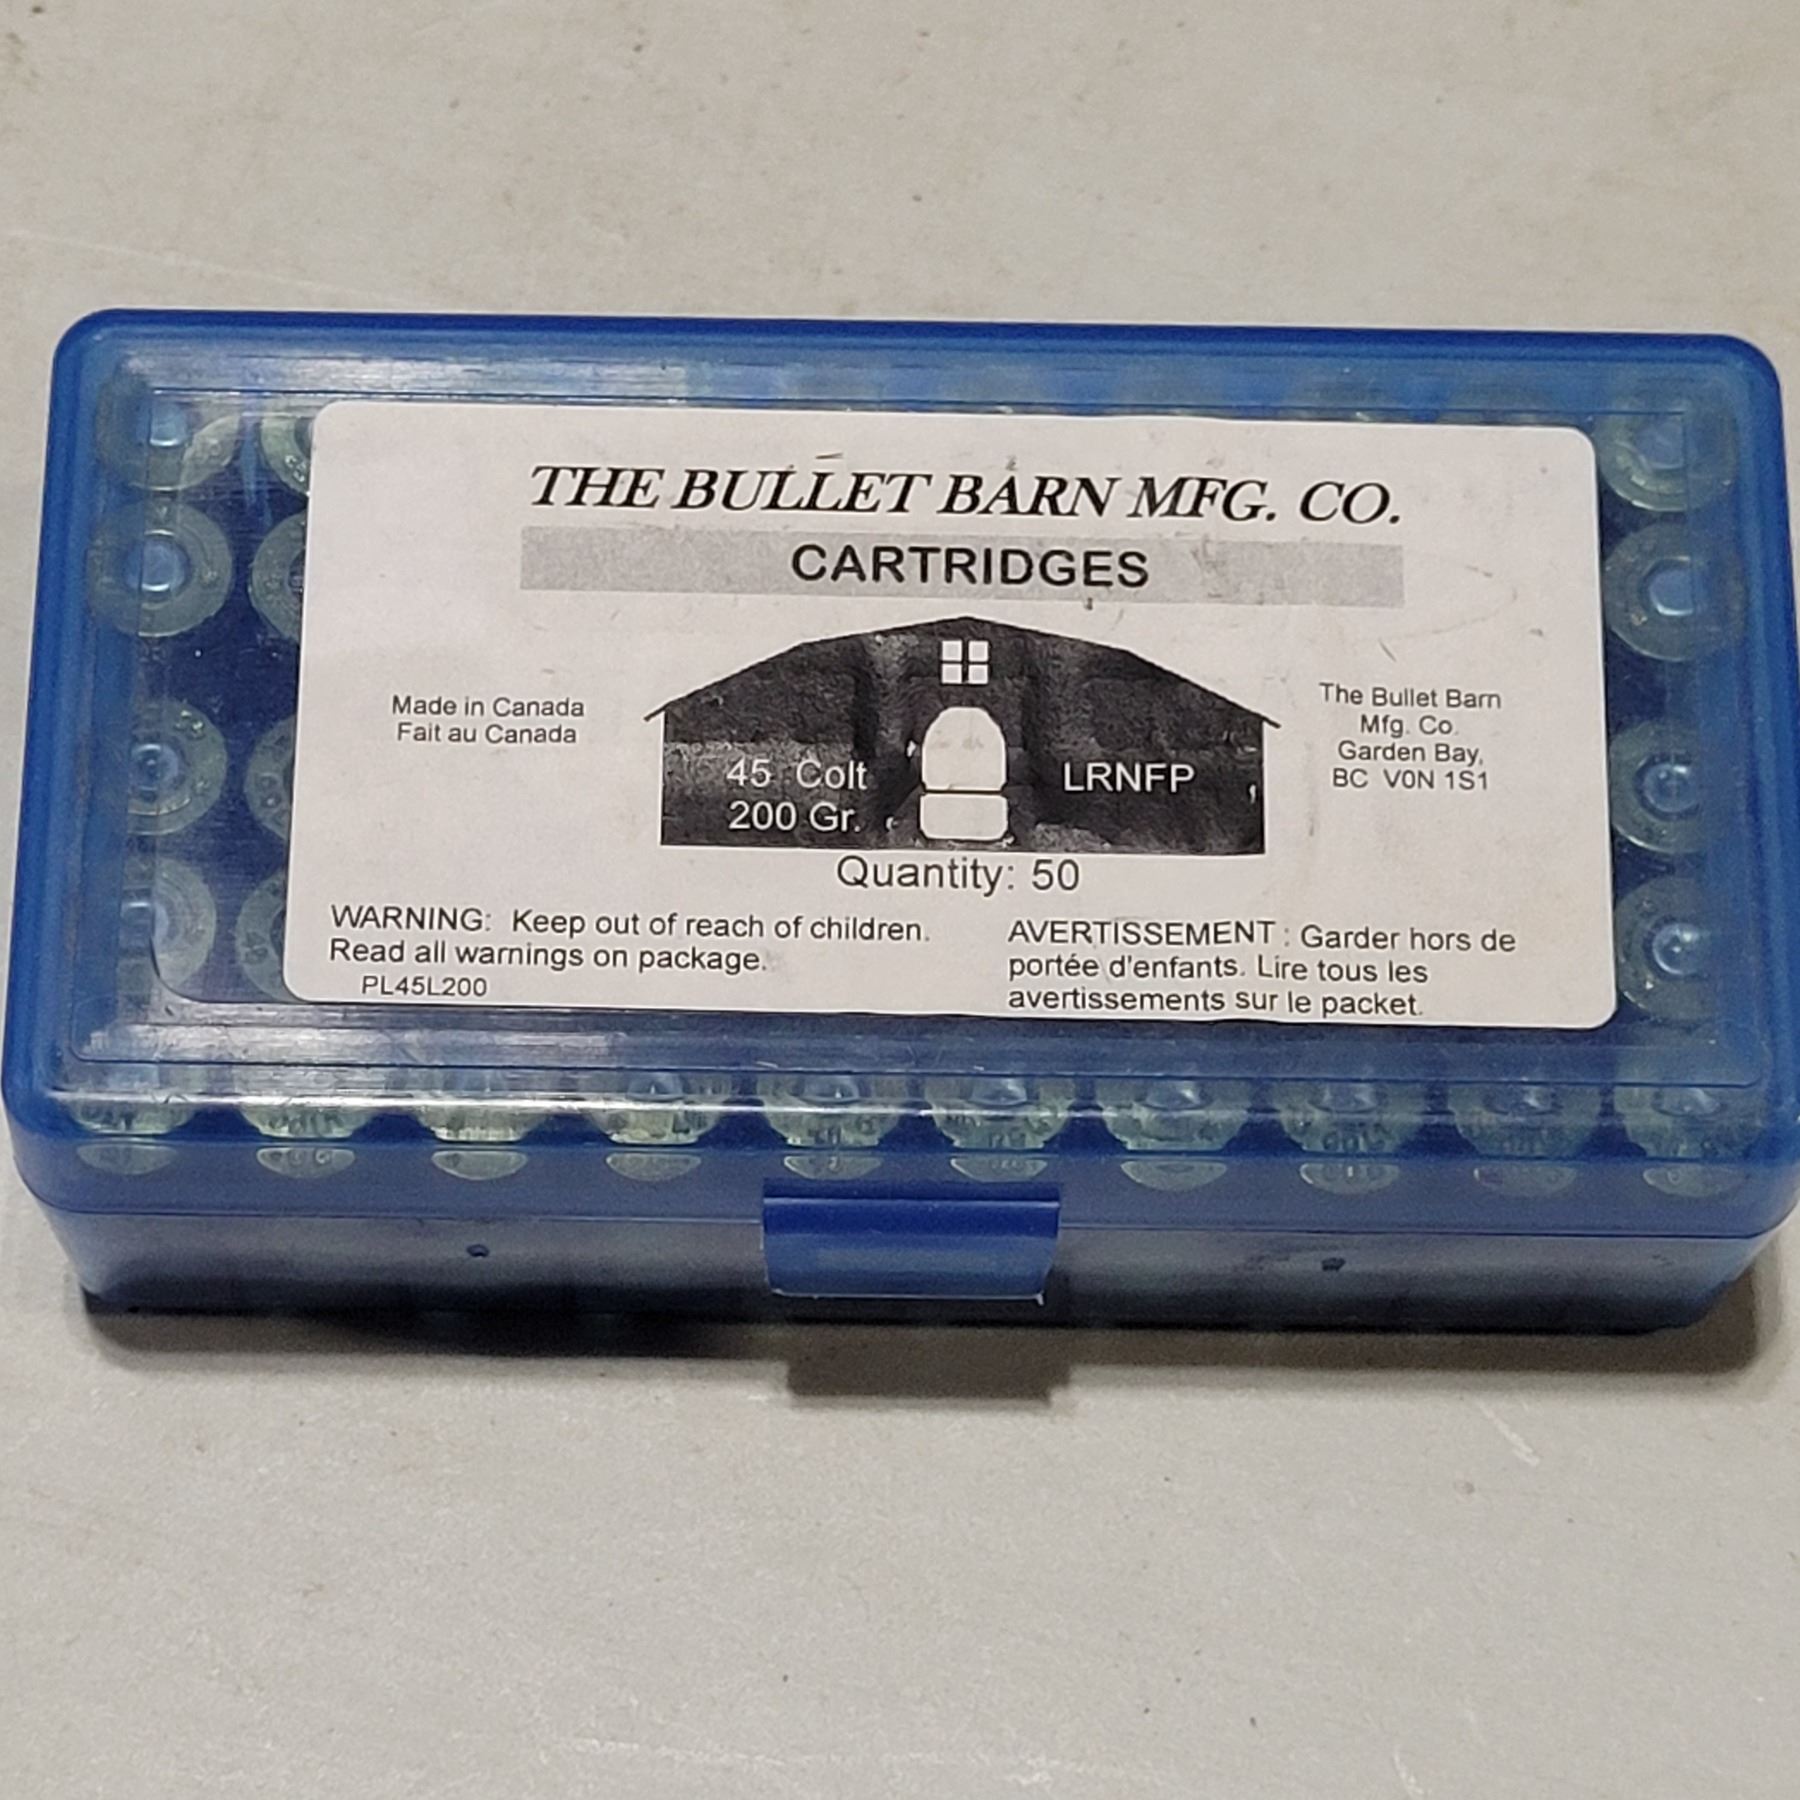 THE BULLET BARN MFG. CO.
CARTRIDGES
Made in Canada
Fait au Canada
45 Colt
200 Gr.
LRNFP
The Bullet Barn
Mfg. Co.
Garden Bay,
BC V0N 1S1
Quantity: 50
WARNING: Keep out of reach of children.
Read all warnings on package.
PL45L200
AVERTISSEMENT : Garder hors de
portée d'enfants. Lire tous les
avertissements sur le packet.